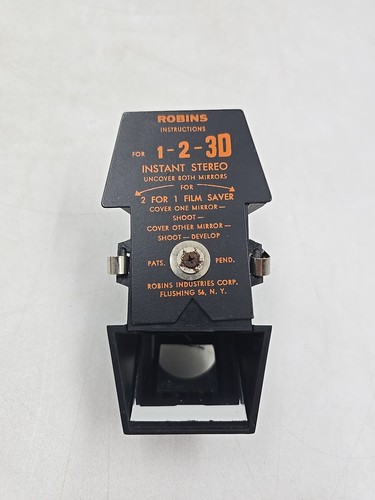 ROBINS
INSTRUCTIONS
FOR 1-2-3D
INSTANT STEREO
UNCOVER BOTH MIRRORS
FOR
2 FOR 1 FILM SAVER
COVER ONE MIRROR—
SHOOT—
COVER OTHER MIRROR—
SHOOT—DEVELOP
PATS. PEND.
ROBINS INDUSTRIES CORP.
FLUSHING 56, N. Y.